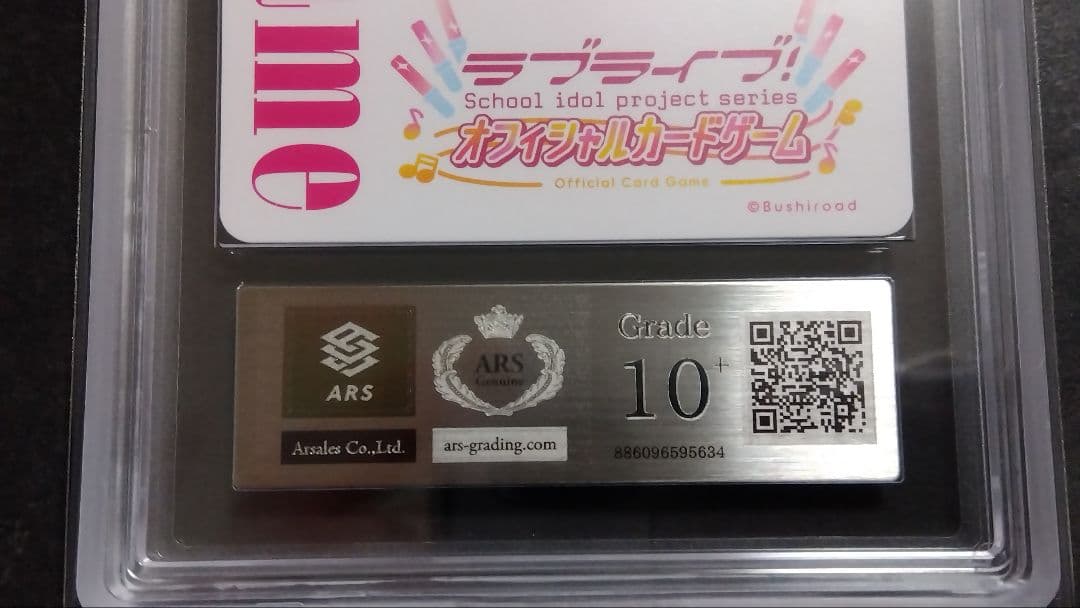 ラブライブ!
School idol project series
オフィシャルカードゲーム
Official Card Game
©Bushiroad
ARS
Arsales Co.,Ltd.
ARS
Genuine
ars-grading.com
Grade
10+
886096595634